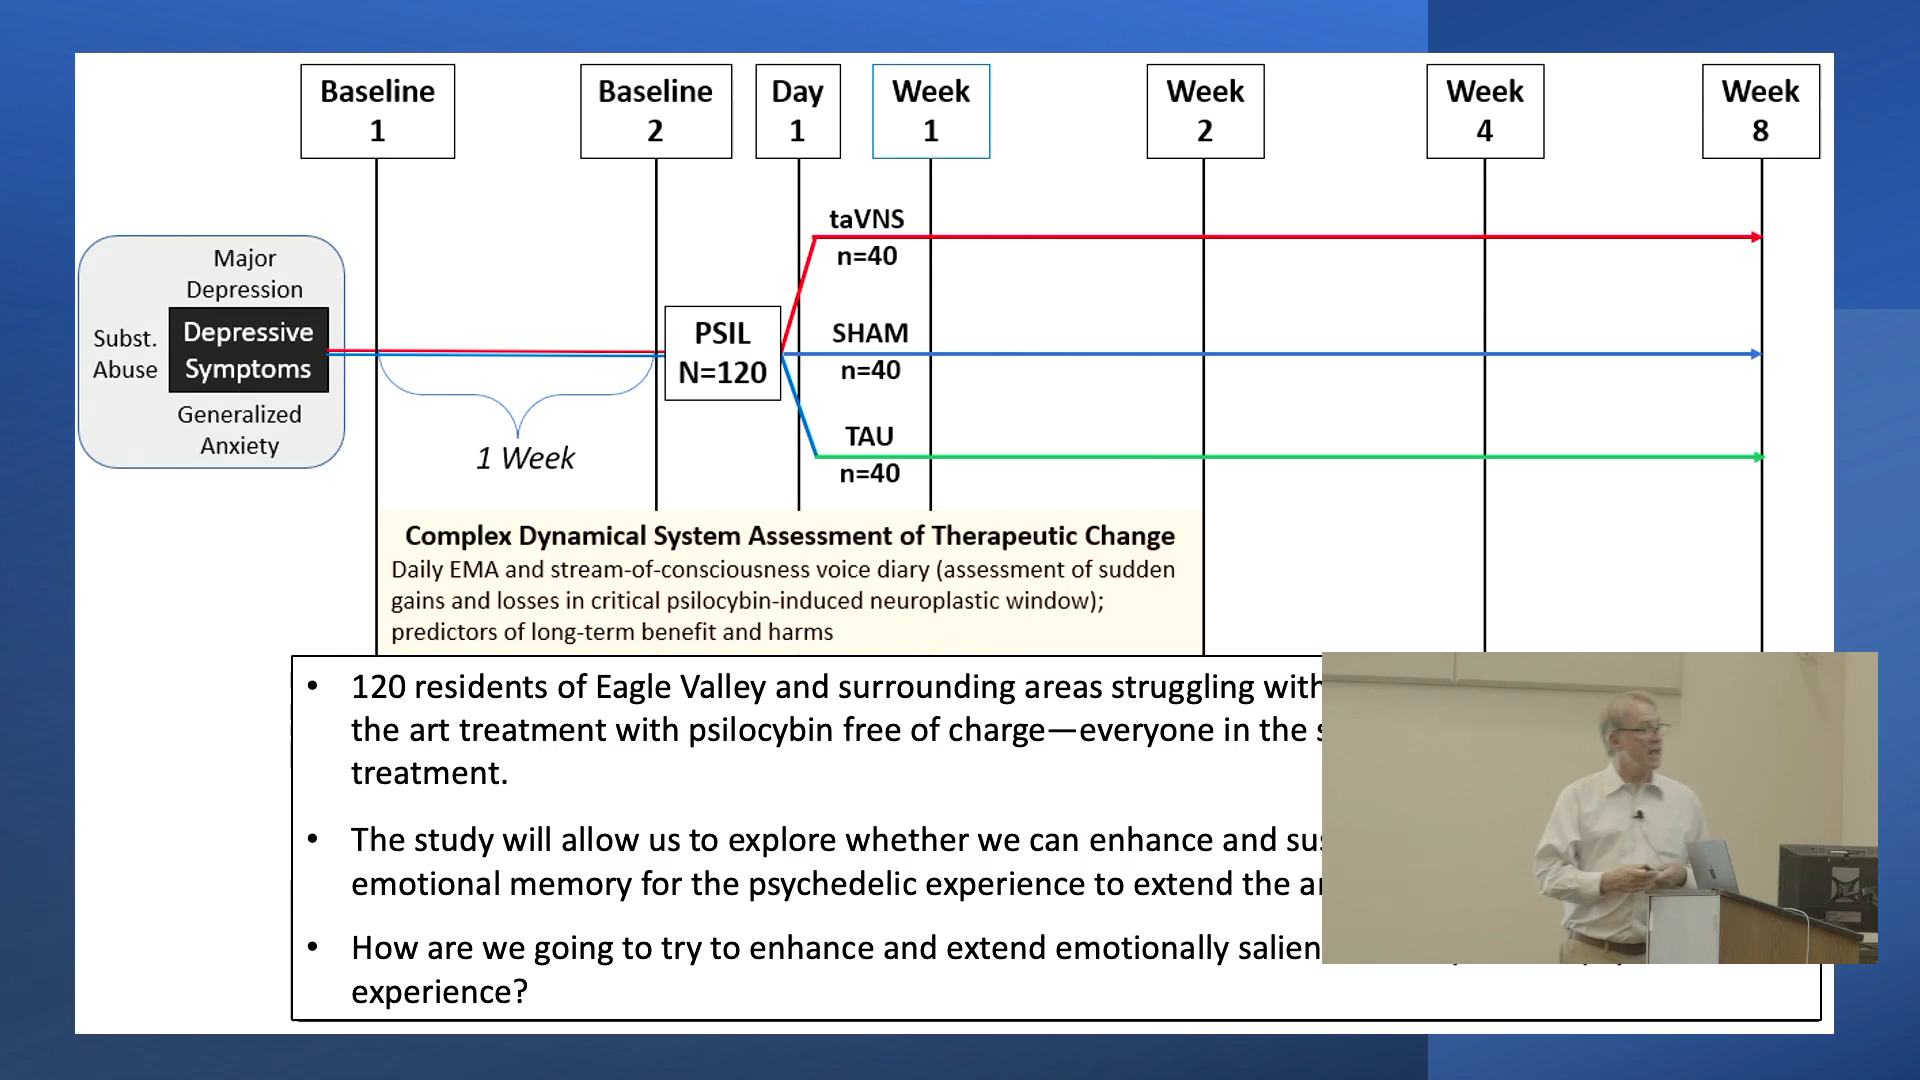 Baseline
1
Baseline
2
Day
1
Week
1
Week
2
Week
4
Week
8
Major
Depression
Subst.
Abuse
Depressive
Symptoms
Generalized
Anxiety
1 Week
PSIL
N=120
taVNS
n=40
SHAM
n=40
TAU
n=40
Complex Dynamical System Assessment of Therapeutic Change
Daily EMA and stream-of-consciousness voice diary (assessment of sudden
gains and losses in critical psilocybin-induced neuroplastic window);
predictors of long-term benefit and harms
• 120 residents of Eagle Valley and surrounding areas struggling with
the art treatment with psilocybin free of charge—everyone in the
treatment.
• The study will allow us to explore whether we can enhance and
emotional memory for the psychedelic experience to extend the
• How are we going to try to enhance and extend emotionally
experience?